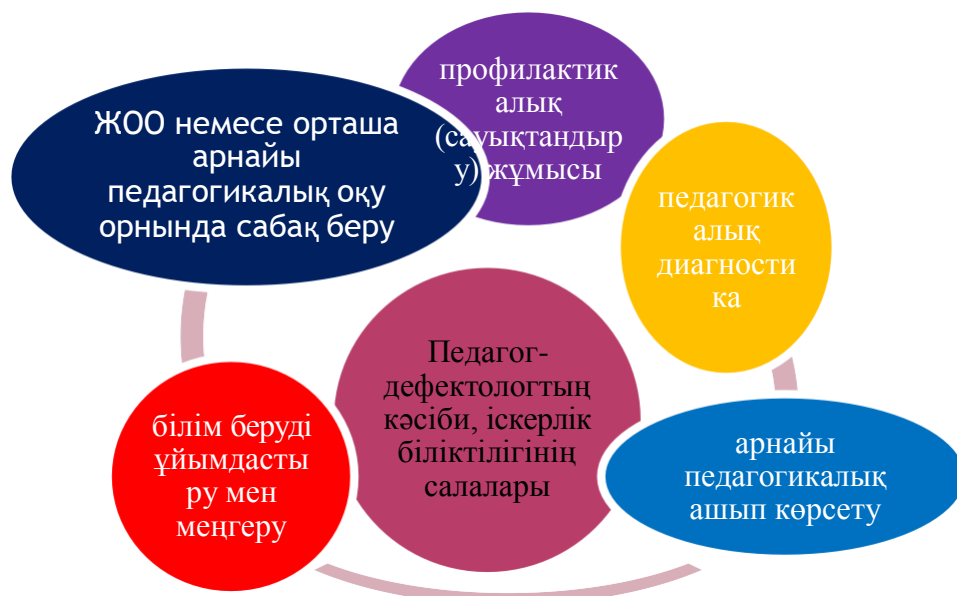 профилактик
алық
(сауықтандыр
у) жұмысы
ЖОО немесе орташа
арнайы
педагогикалық оқу
орнында сабақ беру
педагогик
алық
диагности
ка
Педагог-
дефектологтың
кәсіби, іскерлік
біліктілігінің
салалары
білім беруді
ұйымдасты
ру мен
меңгеру
арнайы
педагогикалық
ашып көрсету